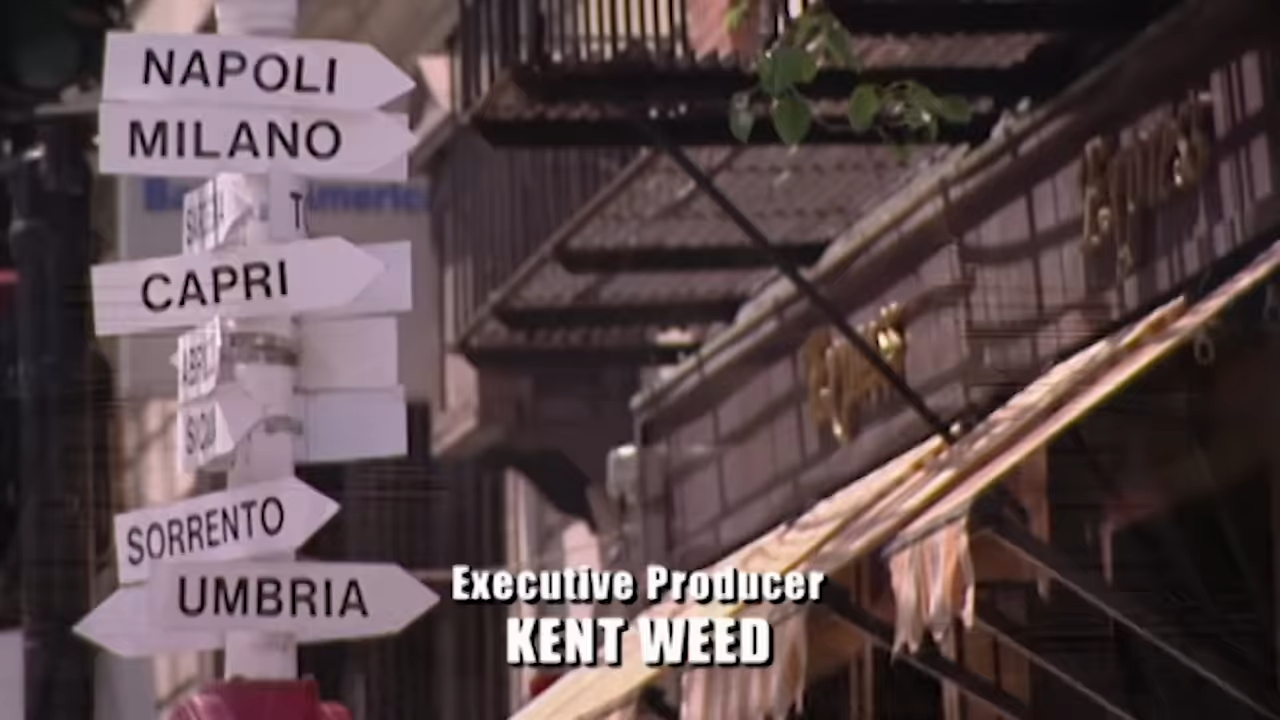 NAPOLI
MILANO
CAPRI
SORRENTO
UMBRIA
Executive Producer
KENT WEED